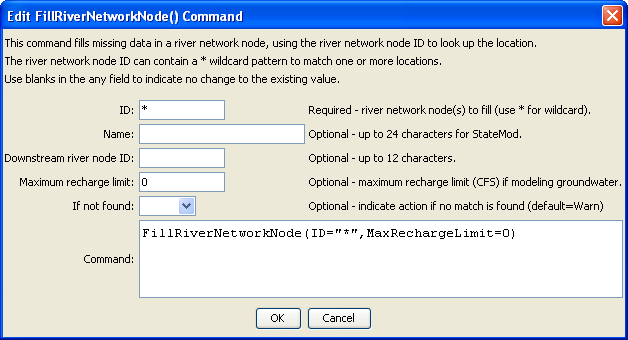 Edit FillRiverNetworkNode() Command
This command fills missing data in a river network node, using the river network node ID to look up the location.
The river network node ID can contain a * wildcard pattern to match one or more locations.
Use blanks in the any field to indicate no change to the existing value.
ID: * Required - river network node(s) to fill (use * for wildcard).
Name: Optional - up to 24 characters for StateMod.
Downstream river node ID: Optional - up to 12 characters.
Maximum recharge limit: 0 Optional - maximum recharge limit (CFS) if modeling groundwater.
If not found: Optional - indicate action if no match is found (default=Warn)
FillRiverNetworkNode(ID="*",MaxRechargeLimit=0)
Command:
OK Cancel